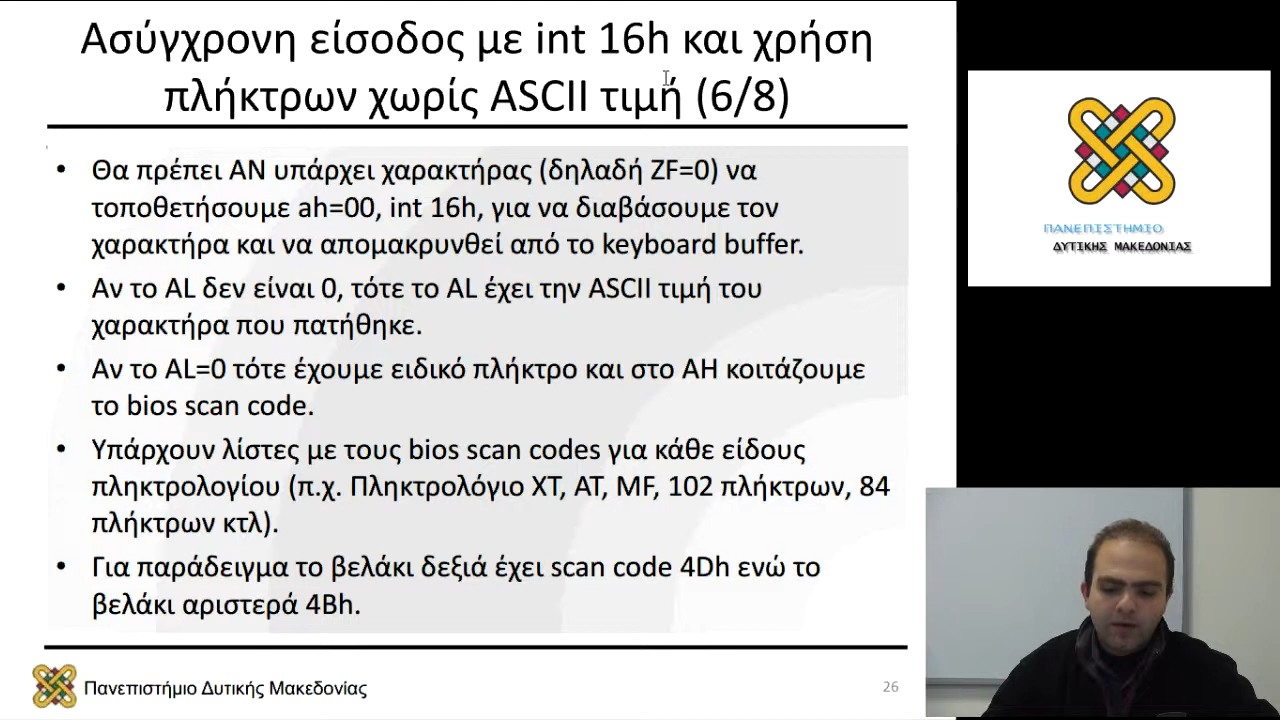 Ασύγχρονη είσοδος με int 16h και χρήση
πλήκτρων χωρίς ASCII τιμή (6/8)
• Θα πρέπει ΑΝ υπάρχει χαρακτήρας (δηλαδή ZF=0) να
τοποθετήσουμε ah=00, int 16h, για να διαβάσουμε τον
χαρακτήρα και να απομακρυνθεί από το keyboard buffer.
• Αν το AL δεν είναι 0, τότε το AL έχει την ASCII τιμή του
χαρακτήρα που πατήθηκε.
• Αν το AL=0 τότε έχουμε ειδικό πλήκτρο και στο AH κοιτάζουμε
το bios scan code.
• Υπάρχουν λίστες με τους bios scan codes για κάθε είδους
πληκτρολογίου (π.χ. Πληκτρολόγιο XT, AT, MF, 102 πλήκτρων, 84
πλήκτρων κτλ).
• Για παράδειγμα το βελάκι δεξιά έχει scan code 4Dh ενώ το
βελάκι αριστερά 4Bh.
Πανεπιστήμιο Δυτικής Μακεδονίας
26
ΠΑΝΕΠΙΣΤΗΜΙΟ
ΔΥΤΙΚΗΣ ΜΑΚΕΔΟΝΙΑΣ